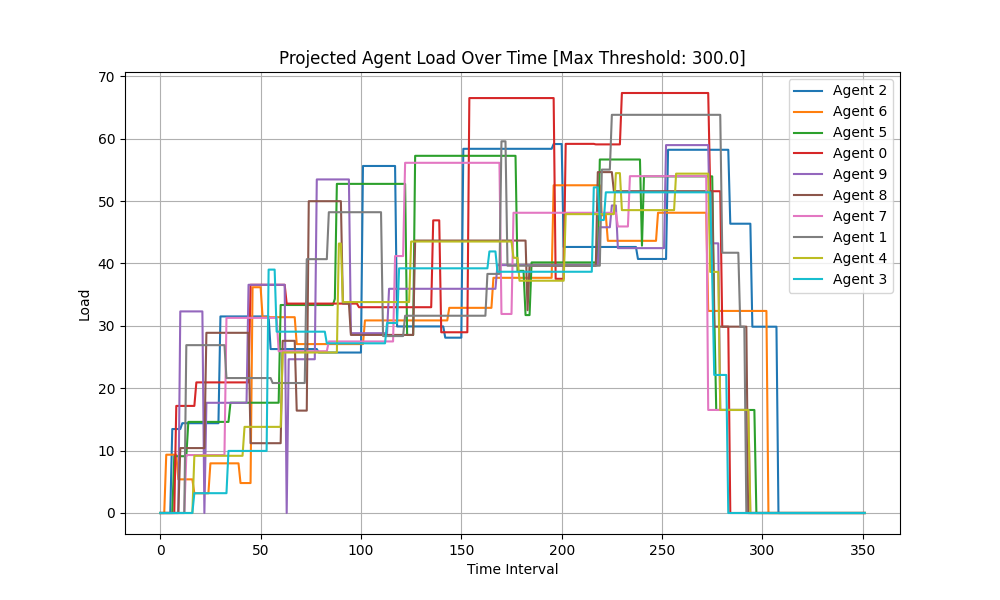 Projected Agent Load Over Time [Max Threshold: 300.0]
Load
70
60
50
40
30
20
10
0
Agent 2
Agent 6
Agent 5
Agent 0
Agent 9
Agent 8
Agent 7
Agent 1
Agent 4
Agent 3
0 50 100 150 200 250 300 350
Time Interval